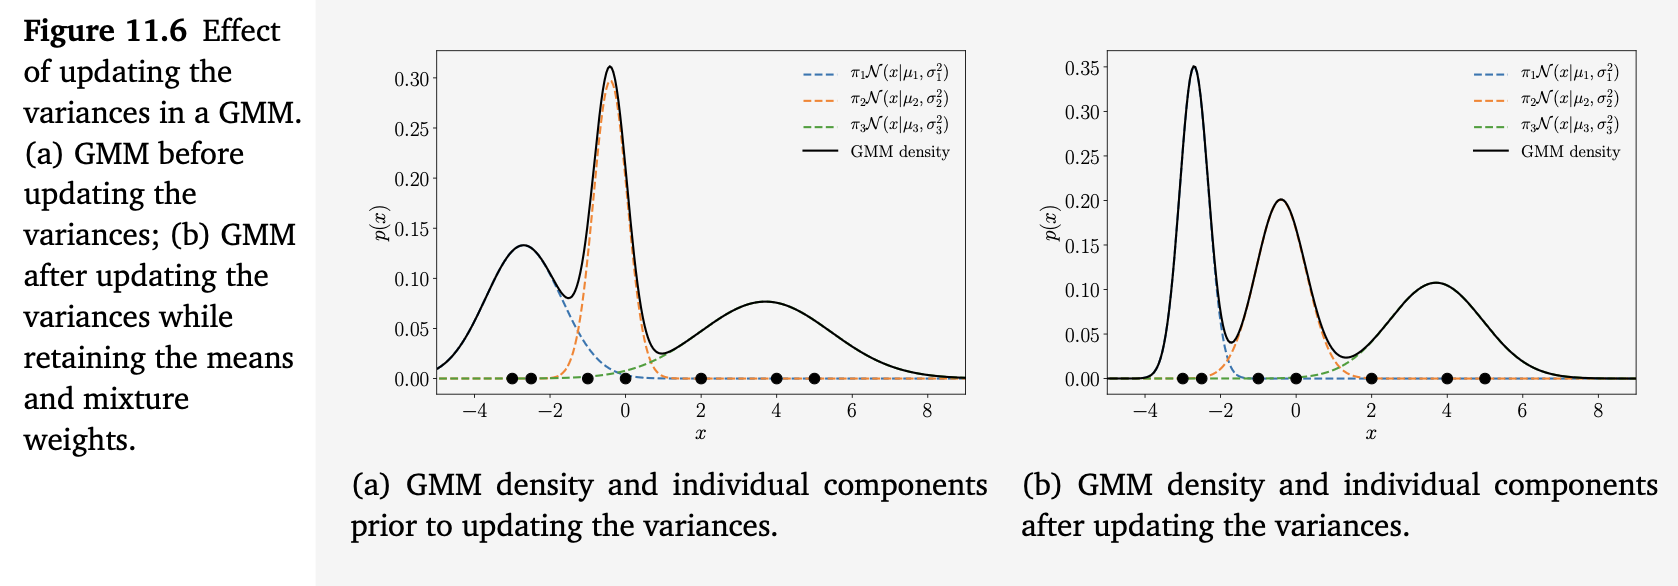 Figure 11.6 Effect
of updating the
variances in a GMM.
(a) GMM before
updating the
variances; (b) GMM
after updating the
variances while
retaining the means
and mixture
weights.
p(x)
0.30
0.25
0.20
0.15
0.10
0.05
0.00
−4 −2 0 2 4 6 8
x
π₁𝒩(x|μ₁, σ₁²)
π₂𝒩(x|μ₂, σ₂²)
π₃𝒩(x|μ₃, σ₃²)
GMM density
(a) GMM density and individual components
prior to updating the variances.
p(x)
0.35
0.30
0.25
0.20
0.15
0.10
0.05
0.00
−4 −2 0 2 4 6 8
x
π₁𝒩(x|μ₁, σ₁²)
π₂𝒩(x|μ₂, σ₂²)
π₃𝒩(x|μ₃, σ₃²)
GMM density
(b) GMM density and individual components
after updating the variances.